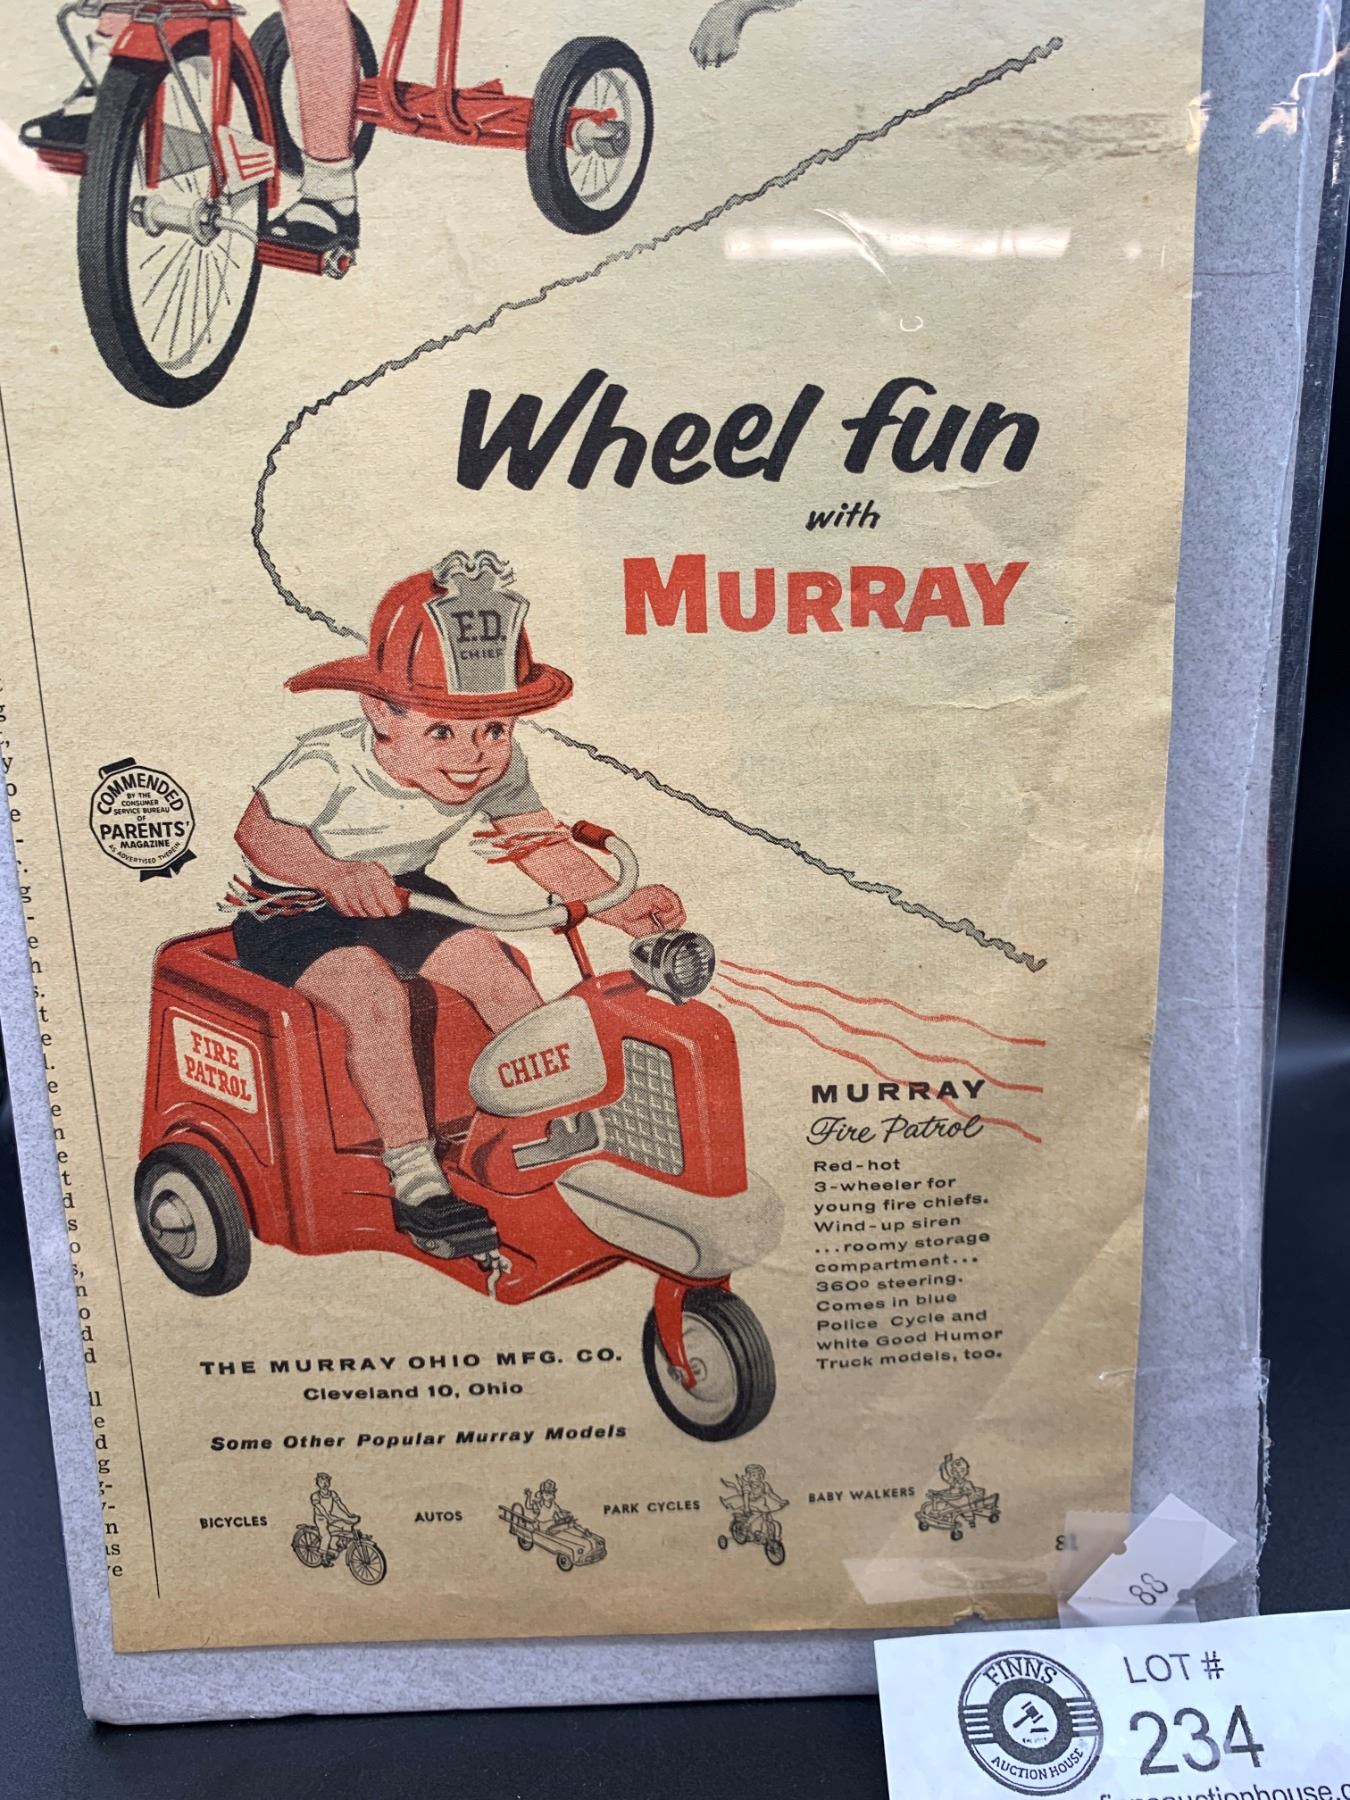 Wheel fun
with
MURRAY
F.D.
CHIEF
COMMENDED
BY THE
CONSUMER
SERVICE BUREAU
OF
PARENTS'
MAGAZINE
AS ADVERTISED THEREIN
FIRE
PATROL
CHIEF
MURRAY
Fire Patrol
Red-hot
3-wheeler for
young fire chiefs.
Wind-up siren
...roomy storage
compartment...
360° steering.
Comes in blue
Police Cycle and
white Good Humor
Truck models, too.
THE MURRAY OHIO MFG. CO.
Cleveland 10, Ohio
Some Other Popular Murray Models
BICYCLES
AUTOS
PARK CYCLES
BABY WALKERS
81
88
FINNS
AUCTION HOUSE
LOT #
234